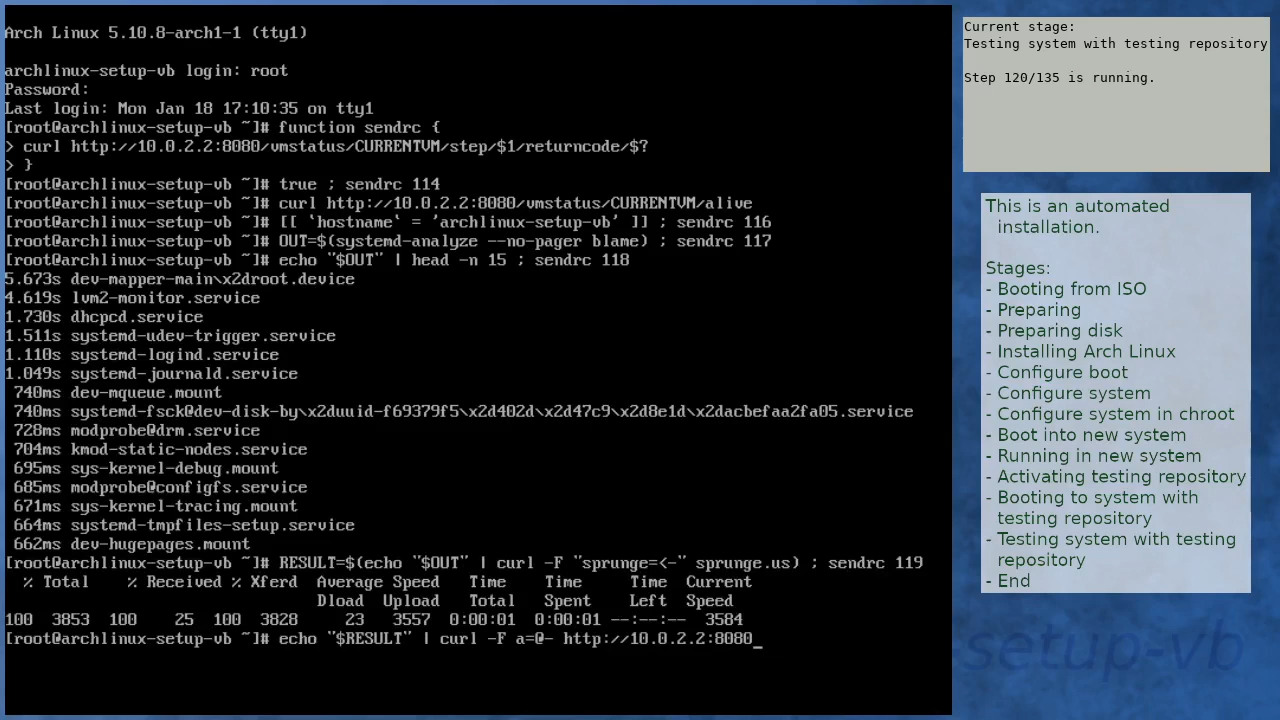 Arch Linux 5.10.8-arch1-1 (tty1)
archlinux-setup-vb login: root
Password:
Last login: Mon Jan 18 17:10:35 on tty1
[root@archlinux-setup-vb ~]# function sendrc {
> curl http://10.0.2.2:8080/vmstatus/CURRENTVM/step/$1/returncode/$?
> }
[root@archlinux-setup-vb ~]# true ; sendrc 114
[root@archlinux-setup-vb ~]# curl http://10.0.2.2:8080/vmstatus/CURRENTVM/alive
[root@archlinux-setup-vb ~]# [[ `hostname` = 'archlinux-setup-vb' ]] ; sendrc 116
[root@archlinux-setup-vb ~]# OUT=$(systemd-analyze --no-pager blame) ; sendrc 117
[root@archlinux-setup-vb ~]# echo "$OUT" | head -n 15 ; sendrc 118
5.673s dev-mapper-main\x2droot.device
4.619s lvm2-monitor.service
1.730s dhcpcd.service
1.511s systemd-udev-trigger.service
1.110s systemd-logind.service
1.049s systemd-journald.service
740ms dev-mqueue.mount
740ms systemd-fsck@dev-disk-by\x2duuid-f69379f5\x2d402d\x2d47c9\x2d8e1d\x2dacbefaa2fa05.service
728ms modprobe@drm.service
704ms kmod-static-nodes.service
695ms sys-kernel-debug.mount
685ms modprobe@configfs.service
671ms sys-kernel-tracing.mount
664ms systemd-tmpfiles-setup.service
662ms dev-hugepages.mount
[root@archlinux-setup-vb ~]# RESULT=$(echo "$OUT" | curl -F "sprunge=<-" sprunge.us) ; sendrc 119
% Total % Received % Xferd Average Speed Time Time Time Current
Dload Upload Total Spent Left Speed
100 3853 100 25 100 3828 23 3557 0:00:01 0:00:01 --:--:-- 3584
[root@archlinux-setup-vb ~]# echo "$RESULT" | curl -F a=@- http://10.0.2.2:8080_
Current stage:
Testing system with testing repository
Step 120/135 is running.
This is an automated
installation.
Stages:
- Booting from ISO
- Preparing
- Preparing disk
- Installing Arch Linux
- Configure boot
- Configure system
- Configure system in chroot
- Boot into new system
- Running in new system
- Activating testing repository
- Booting to system with
testing repository
- Testing system with testing
repository
- End
setup-vb